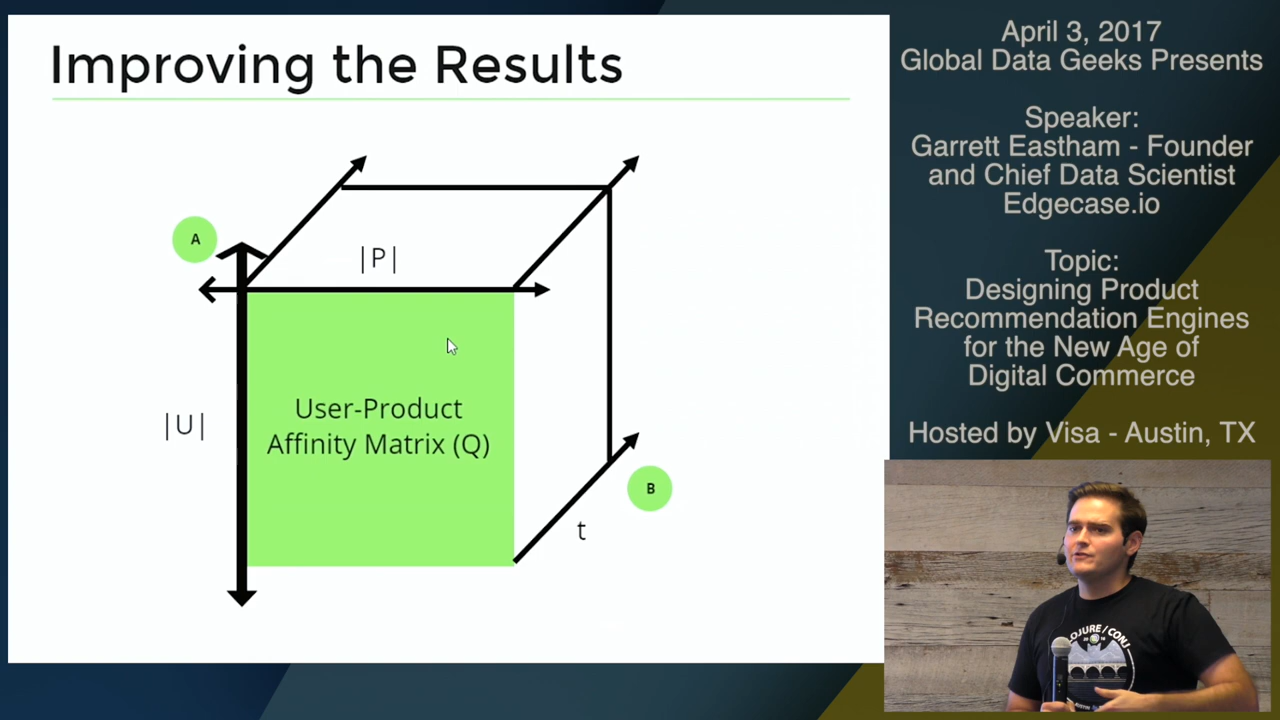 Improving the Results
A
|P|
|U|
User-Product
Affinity Matrix (Q)
B
t
April 3, 2017
Global Data Geeks Presents
Speaker:
Garrett Eastham - Founder
and Chief Data Scientist
Edgecase.io
Topic:
Designing Product
Recommendation Engines
for the New Age of
Digital Commerce
Hosted by Visa - Austin, TX